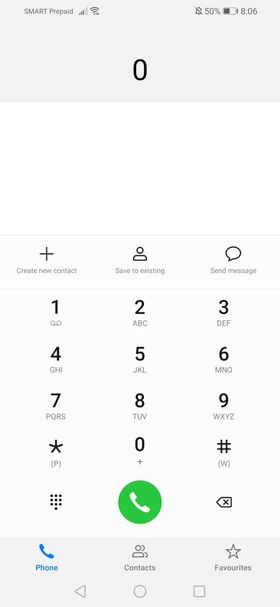 SMART Prepaid 50% 8:06
0
Create new contact Save to existing Send message
1 2 3
ABC DEF
4 5 6
GHI JKL MNO
7 8 9
PQRS TUV WXYZ
* 0 #
(P) + (W)
Phone Contacts Favourites